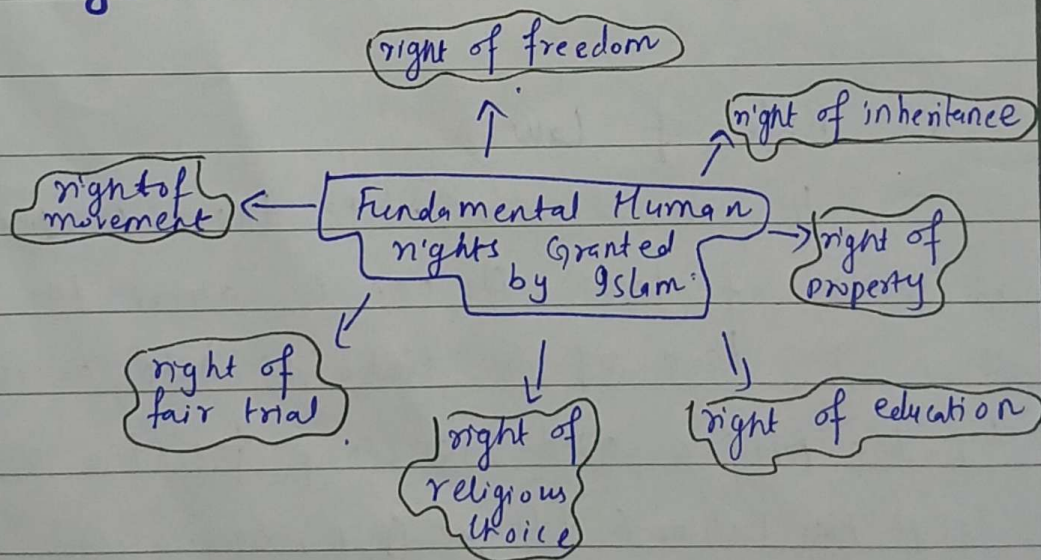 right of freedom
right of inheritance
right of
movement
Fundamental Human
rights Granted
by Islam:
right of
property
right of
fair trial
right of
religious
choice
right of education